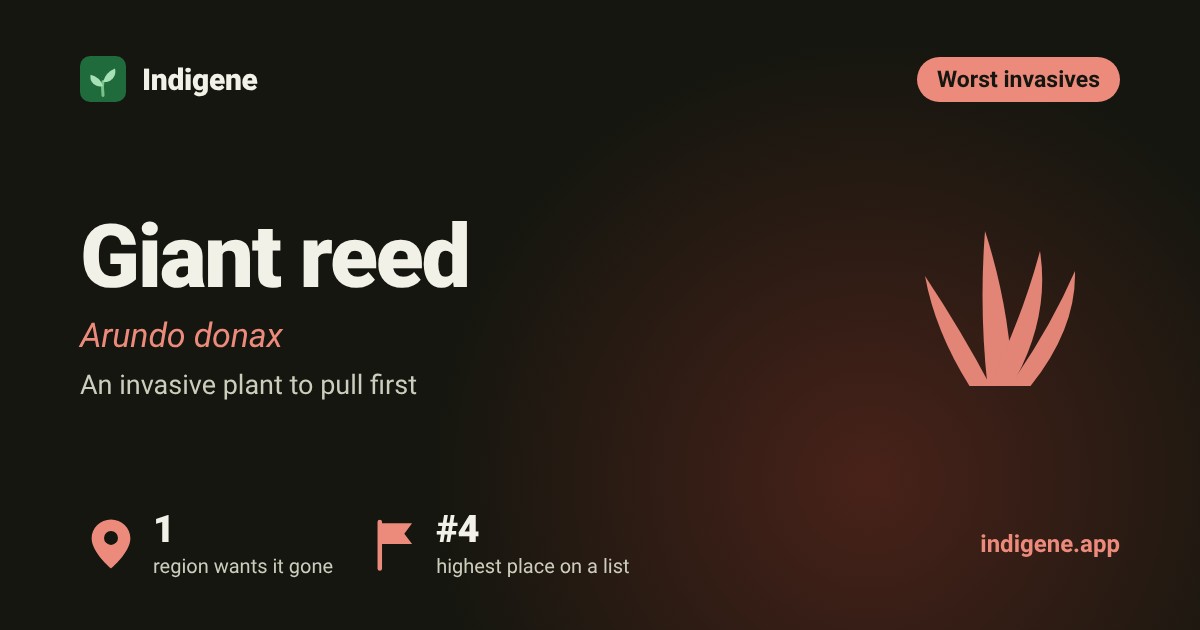 Indigene
Worst invasives
Giant reed
Arundo donax
An invasive plant to pull first
1
region wants it gone
#4
highest place on a list
indigene.app